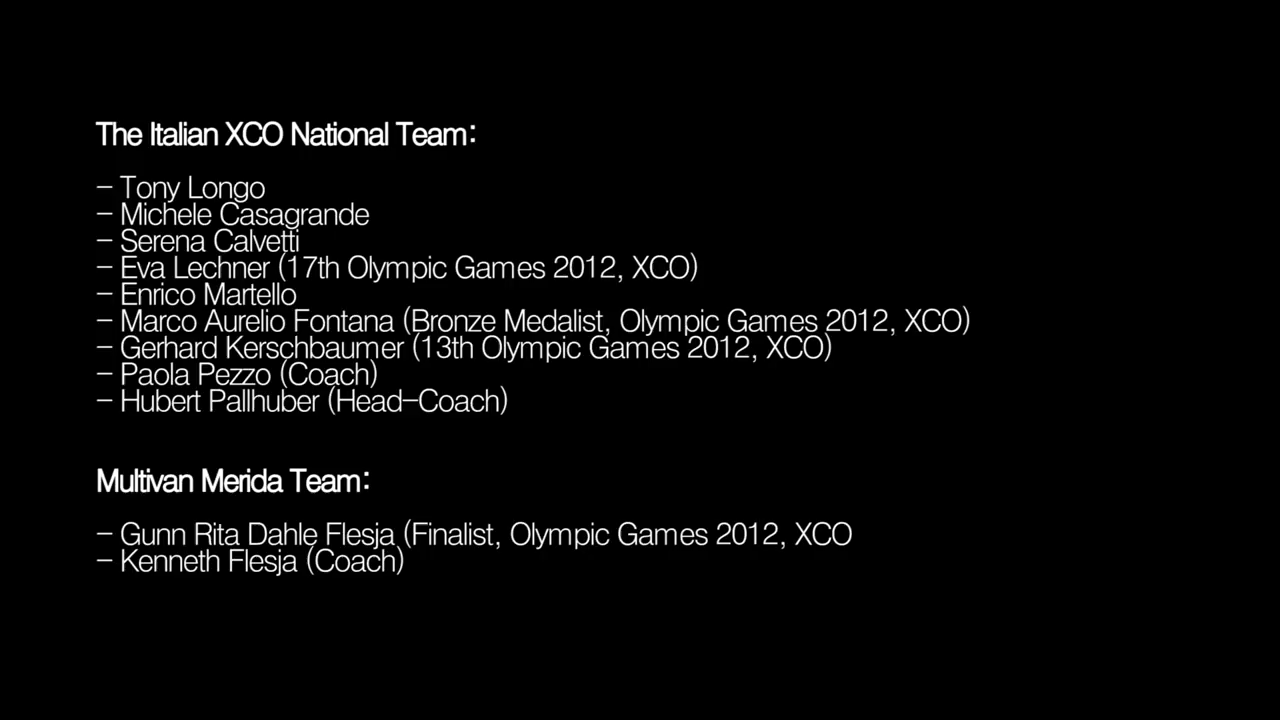 The Italian XCO National Team:
- Tony Longo
- Michele Casagrande
- Serena Calvetti
- Eva Lechner (17th Olympic Games 2012, XCO)
- Enrico Martello
- Marco Aurelio Fontana (Bronze Medalist, Olympic Games 2012, XCO)
- Gerhard Kerschbaumer (13th Olympic Games 2012, XCO)
- Paola Pezzo (Coach)
- Hubert Pallhuber (Head-Coach)
Multivan Merida Team:
- Gunn Rita Dahle Flesja (Finalist, Olympic Games 2012, XCO
- Kenneth Flesja (Coach)